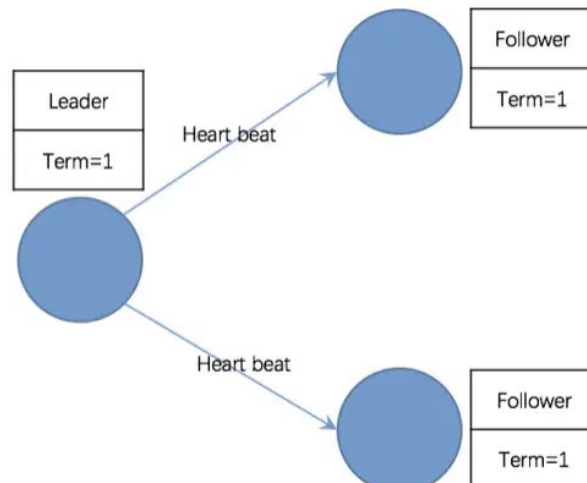 Follower
Term=1
Leader
Term=1
Heart beat
Heart beat
Follower
Term=1